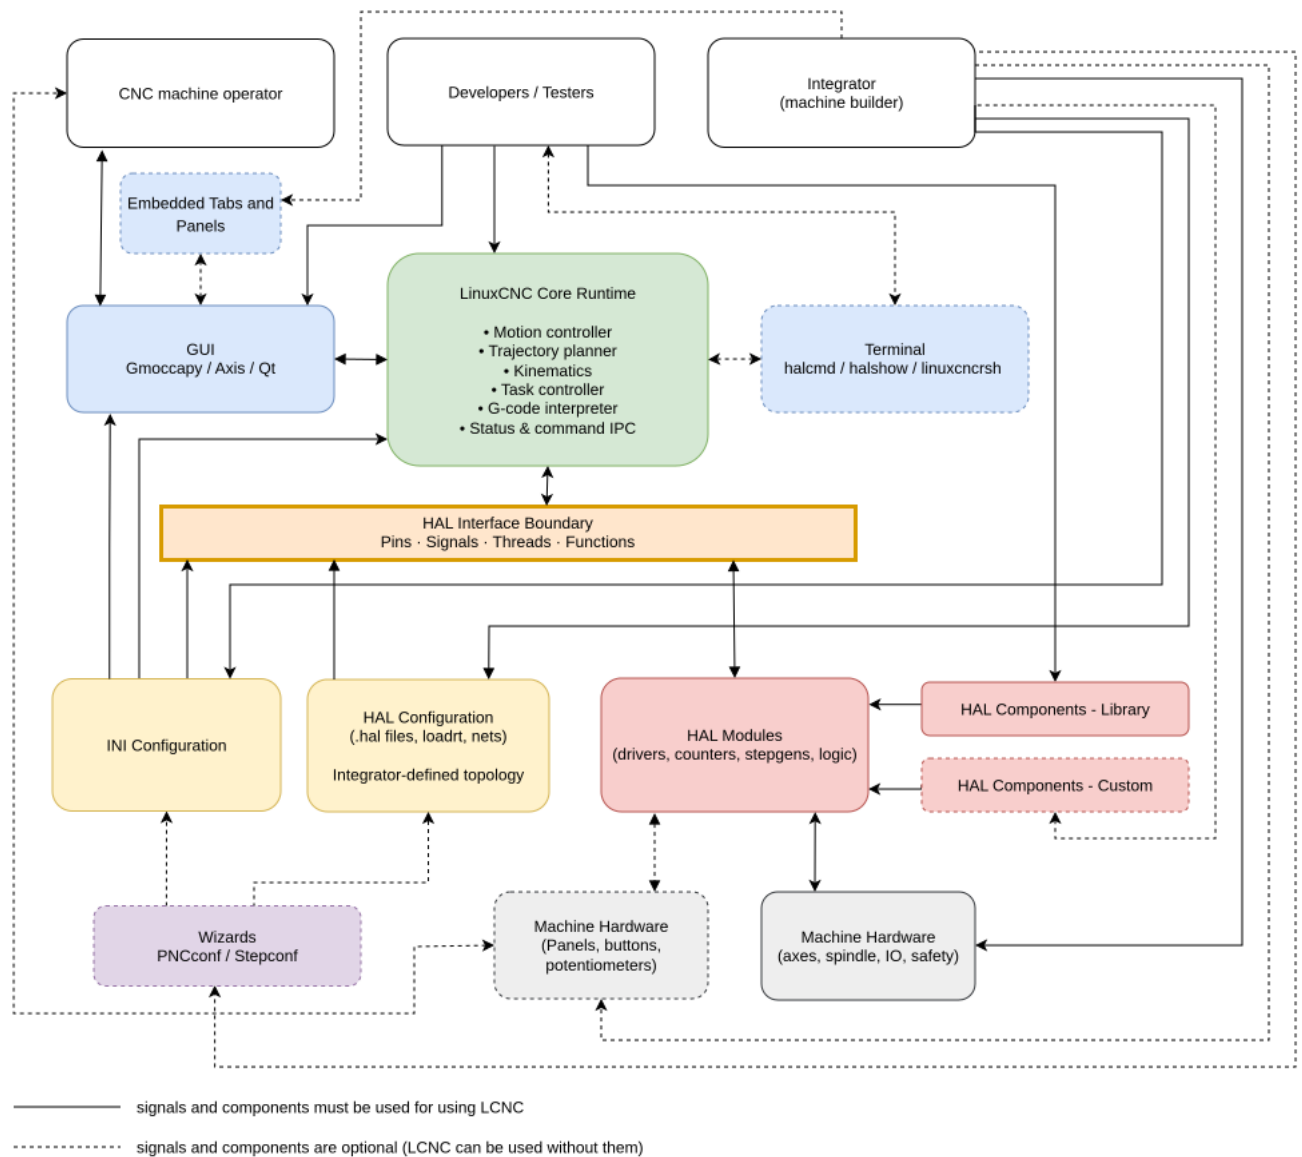 CNC machine operator
Developers / Testers
Integrator
(machine builder)
Embedded Tabs and
Panels
GUI
Gmoccapy / Axis / Qt
LinuxCNC Core Runtime
• Motion controller
• Trajectory planner
• Kinematics
• Task controller
• G-code interpreter
• Status & command IPC
Terminal
halcmd / halshow / linuxcncrsh
HAL Interface Boundary
Pins · Signals · Threads · Functions
INI Configuration
HAL Configuration
(.hal files, loadrt, nets)
Integrator-defined topology
HAL Modules
(drivers, counters, stepgens, logic)
HAL Components - Library
HAL Components - Custom
Wizards
PNCconf / Stepconf
Machine Hardware
(Panels, buttons,
potentiometers)
Machine Hardware
(axes, spindle, IO, safety)
signals and components must be used for using LCNC
signals and components are optional (LCNC can be used without them)